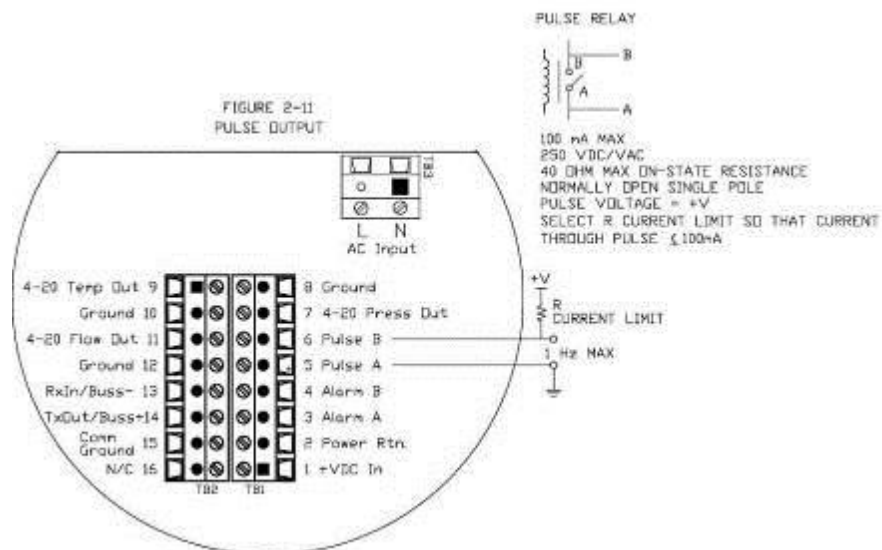 PULSE RELAY
B
B
A
A
FIGURE 2-11
PULSE OUTPUT
100 mA MAX
250 VDC/VAC
40 OHM MAX ON-STATE RESISTANCE
NORMALLY OPEN SINGLE POLE
PULSE VOLTAGE = +V
SELECT R CURRENT LIMIT SO THAT CURRENT
THROUGH PULSE ≤ 100mA
TB3
L N
AC Input
4-20 Temp Out 9
Ground 10
4-20 Flow Out 11
Ground 12
RxIn/Buss- 13
TxOut/Buss+14
Comm
Ground 15
N/C 16
8 Ground
7 4-20 Press Out
6 Pulse B
5 Pulse A
4 Alarm B
3 Alarm A
2 Power Rtn.
1 +VDC In
TB2 TB1
+V
R
CURRENT LIMIT
1 Hz MAX